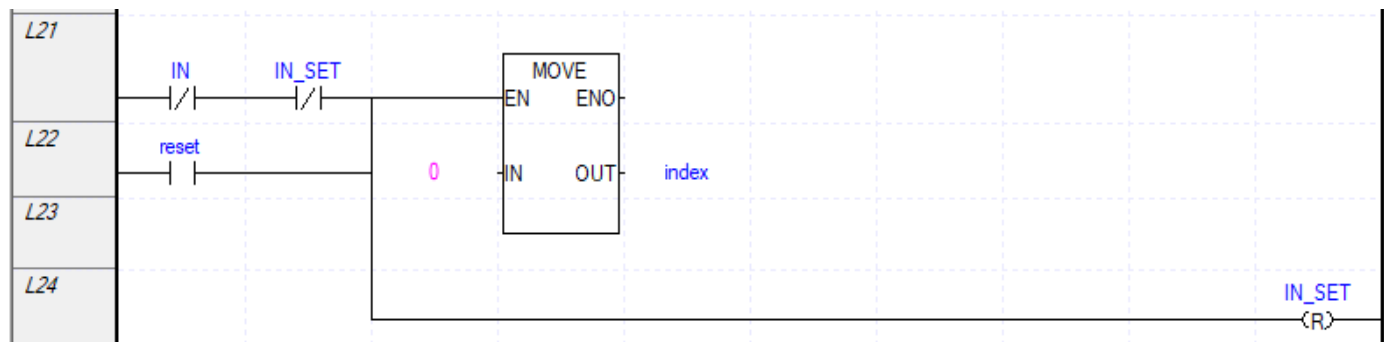 L21
IN IN_SET MOVE
EN ENO
L22
reset
0 IN OUT index
L23
L24
IN_SET
R